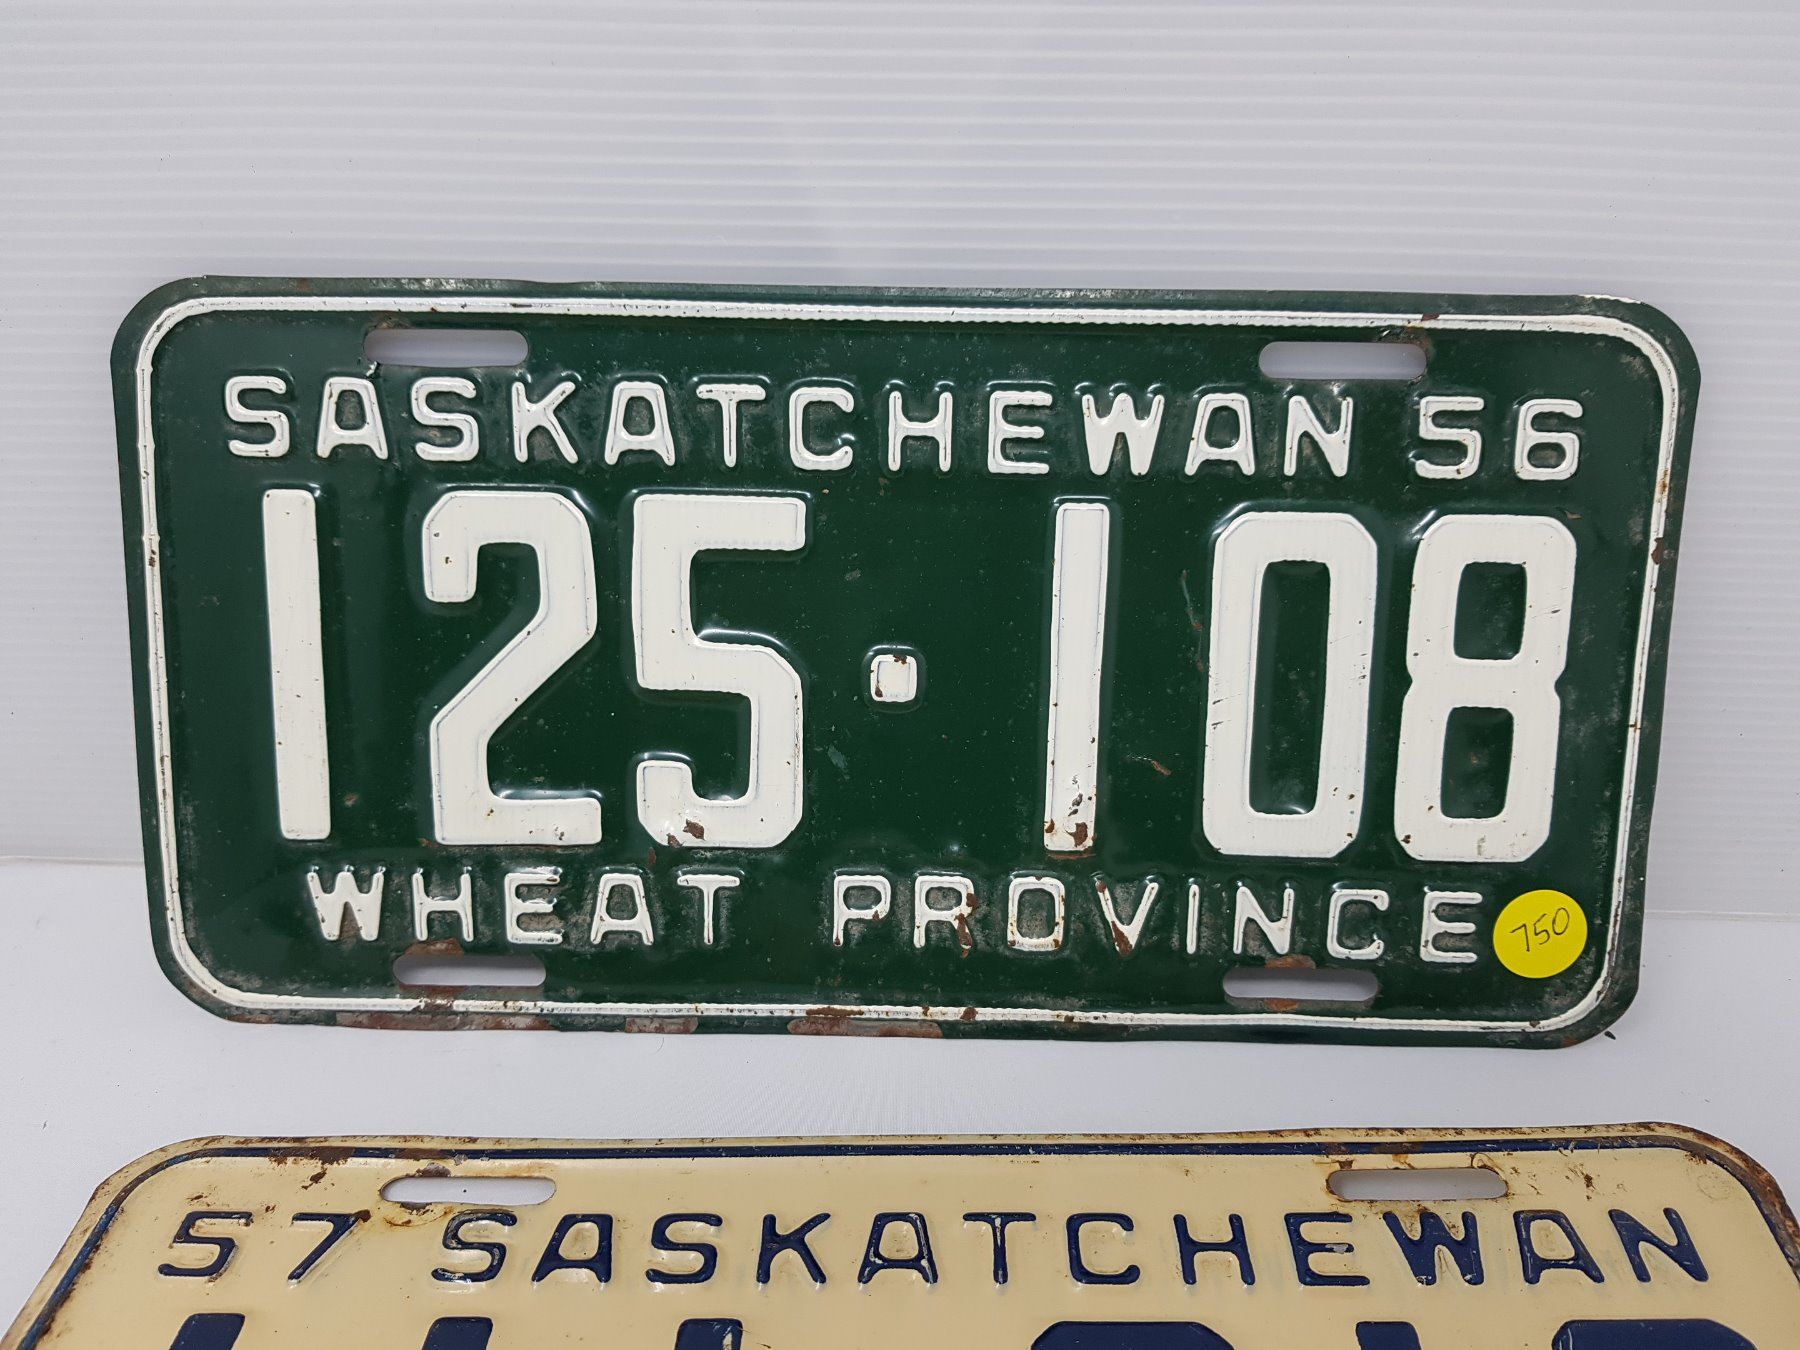 SASKATCHEWAN 56
125·108
WHEAT PROVINCE
750
57 SASKATCHEWAN